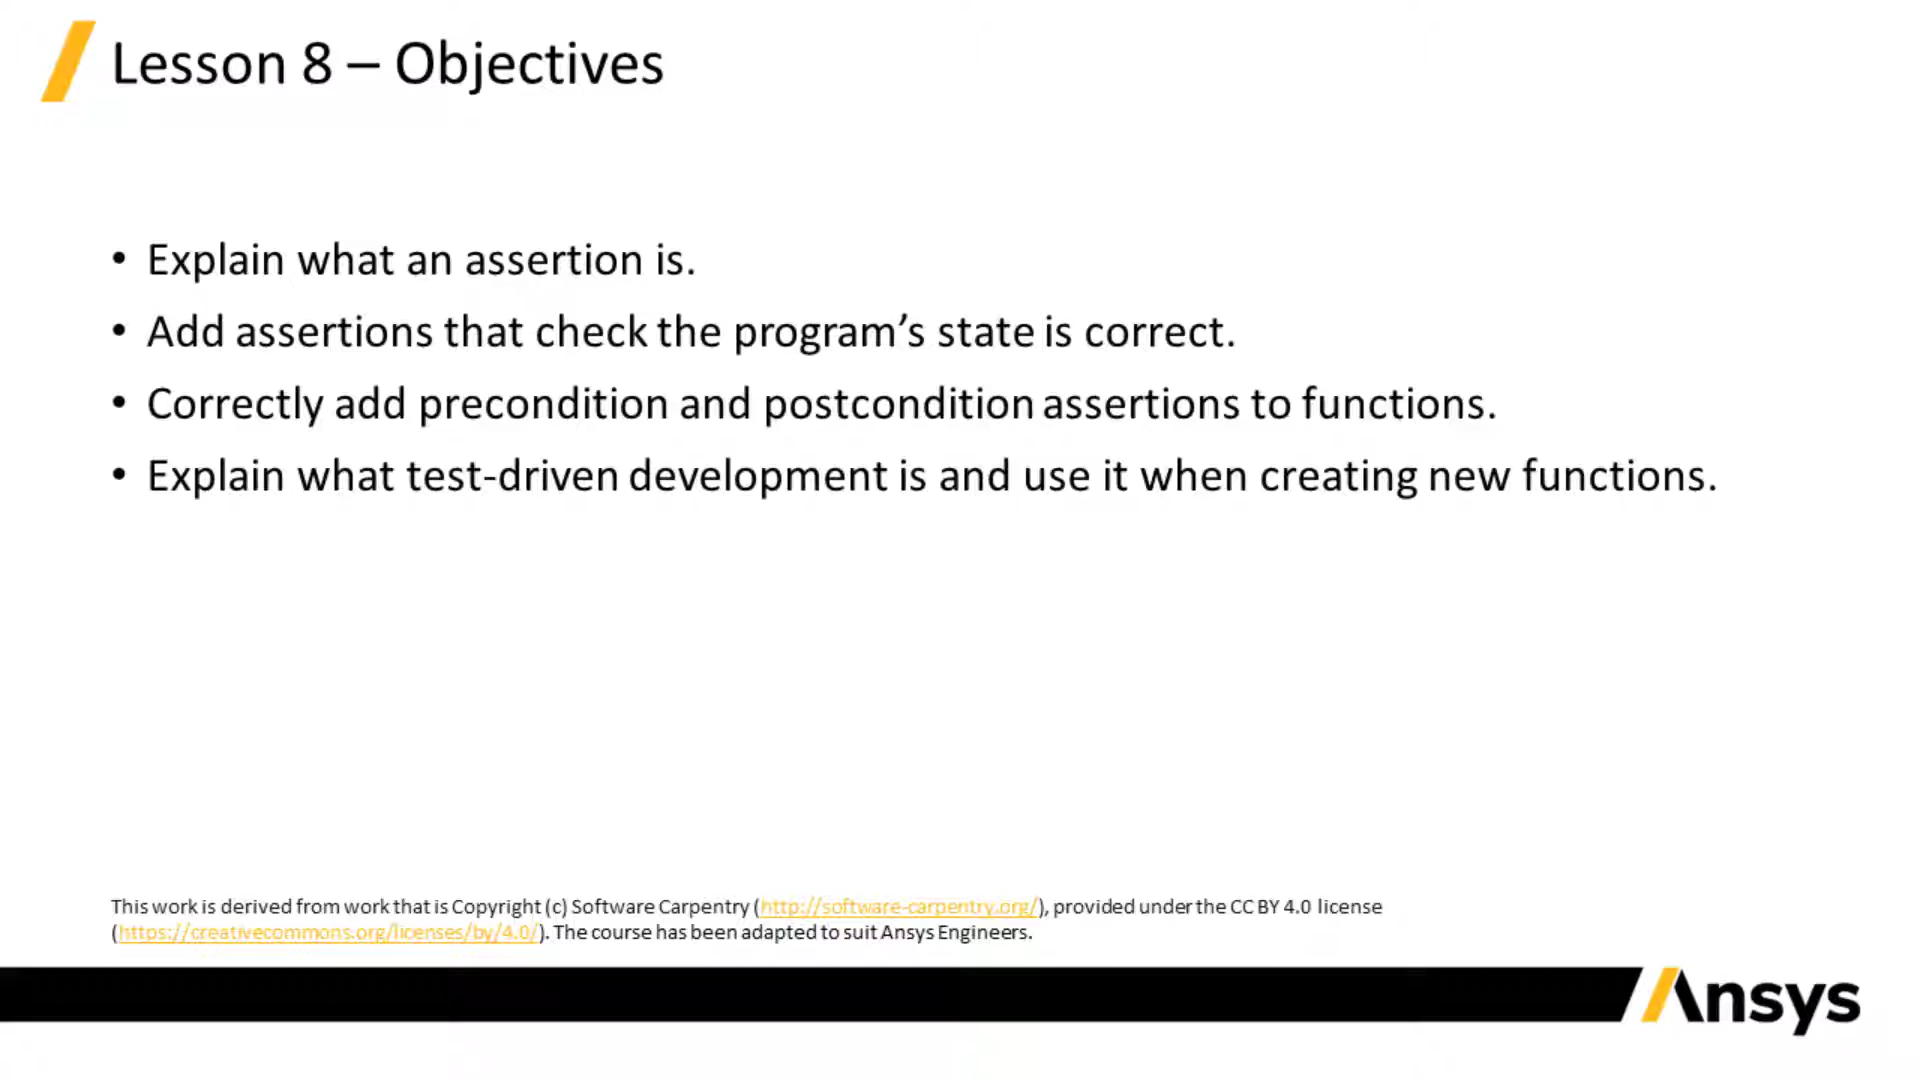 Lesson 8 – Objectives
• Explain what an assertion is.
• Add assertions that check the program’s state is correct.
• Correctly add precondition and postcondition assertions to functions.
• Explain what test-driven development is and use it when creating new functions.
This work is derived from work that is Copyright (c) Software Carpentry (http://software-carpentry.org/), provided under the CC BY 4.0 license
(https://creativecommons.org/licenses/by/4.0/). The course has been adapted to suit Ansys Engineers.
Ansys